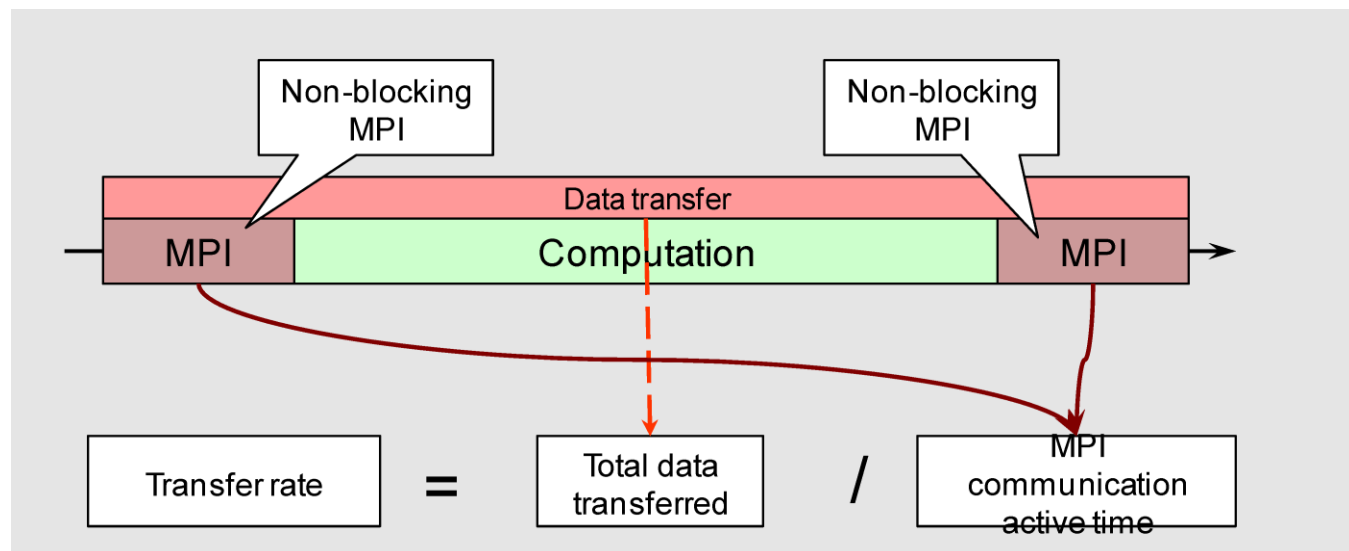 Non-blocking
MPI
Non-blocking
MPI
Data transfer
MPI
Computation
MPI
Transfer rate
=
Total data
transferred
/
MPI
communication
active time